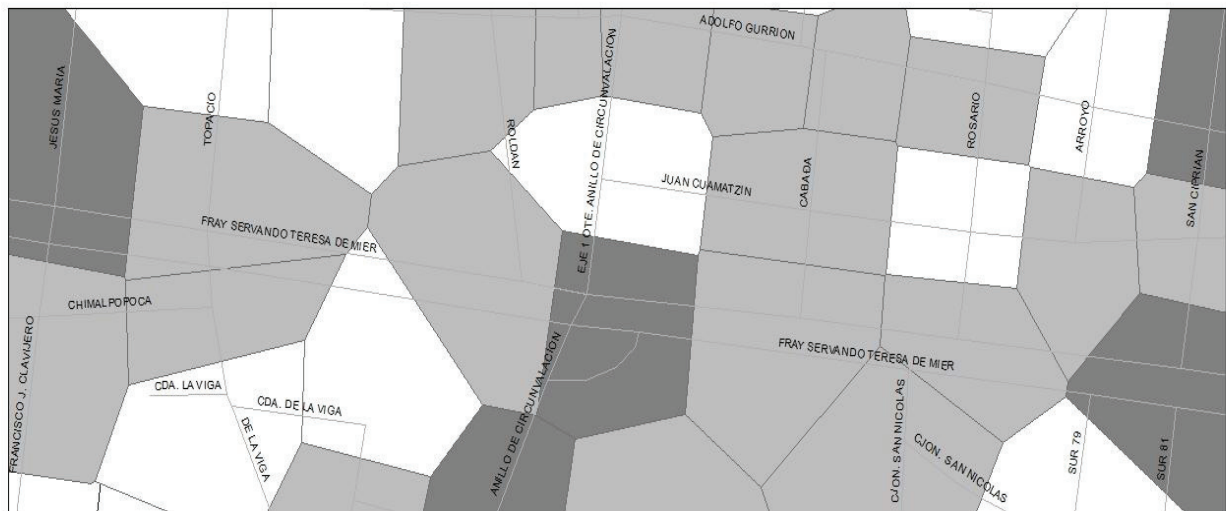 ADOLFO GURRION
JESUS MARIA
TOPACIO
ROLDAN
EJE 1 OTE. ANILLO DE CIRCUNVALACION
ROSARIO
ARROYO
JUAN CUAMATZIN
CABADA
SAN CIPRIAN
FRAY SERVANDO TERESA DE MIER
CHIMALPOPOCA
FRANCISCO J. CLAVIJERO
FRAY SERVANDO TERESA DE MIER
CDA. LA VIGA
CDA. DE LA VIGA
DE LA VIGA
ANILLO DE CIRCUNVALACION
CJON. SAN NICOLAS
CJON. SAN NICOLAS
SUR 79
SUR 81